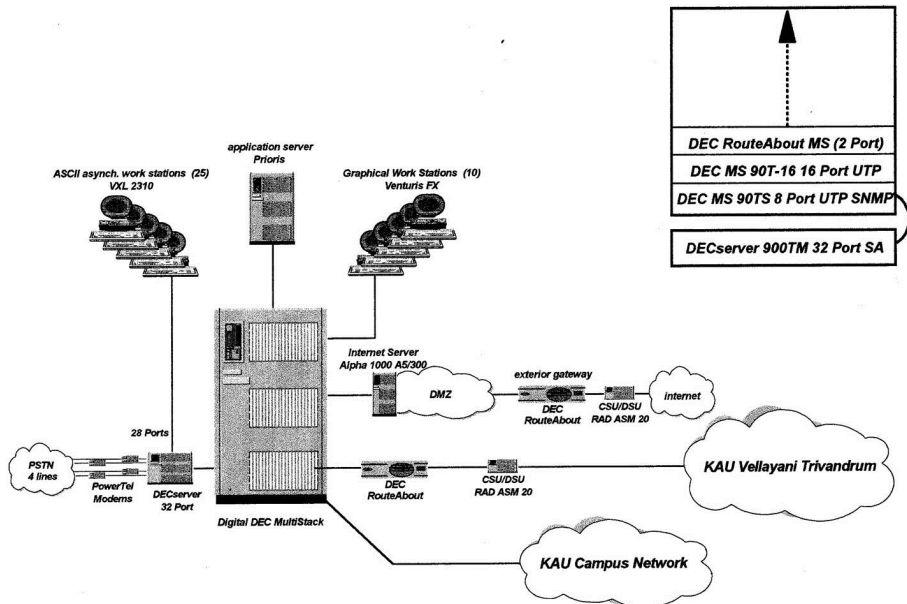 DEC RouteAbout MS (2 Port)
DEC MS 90T-16 16 Port UTP
DEC MS 90TS 8 Port UTP SNMP
DECserver 900TM 32 Port SA
application server
Prioris
ASCII asynch. work stations (25)
VXL 2310
Graphical Work Stations (10)
Venturis FX
Internet Server
Alpha 1000 A5/300
DMZ
exterior gateway
DEC
RouteAbout
CSU/DSU
RAD ASM 20
internet
28 Ports
PSTN
4 lines
PowerTel
Modems
DECserver
32 Port
Digital DEC MultiStack
DEC
RouteAbout
CSU/DSU
RAD ASM 20
KAU Vellayani Trivandrum
KAU Campus Network